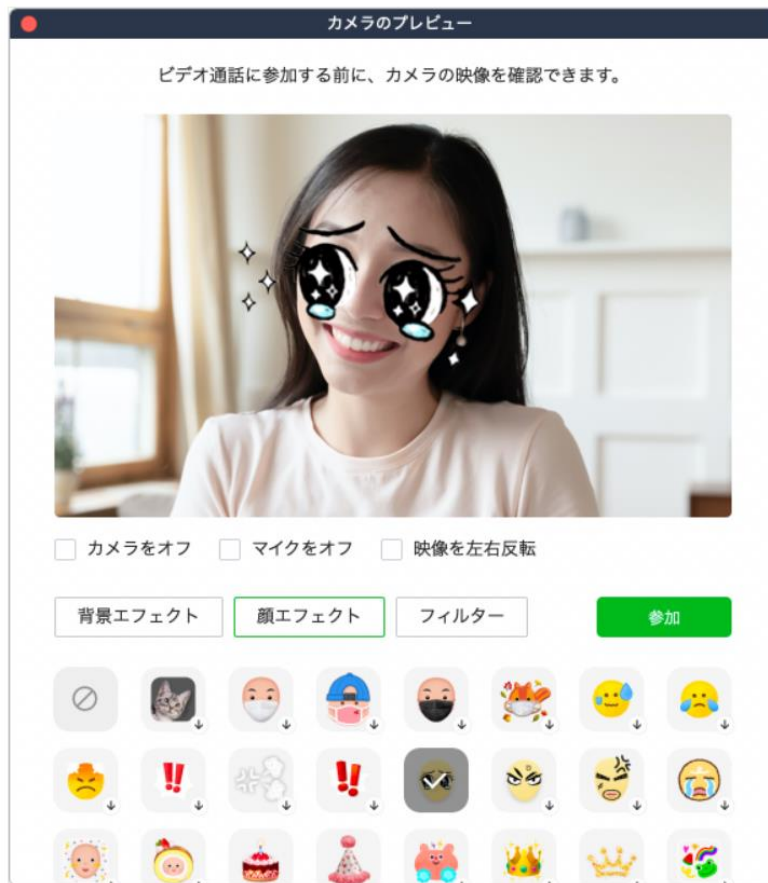 カメラのプレビュー
ビデオ通話に参加する前に、カメラの映像を確認できます。
カメラをオフ マイクをオフ 映像を左右反転
背景エフェクト 顔エフェクト フィルター 参加